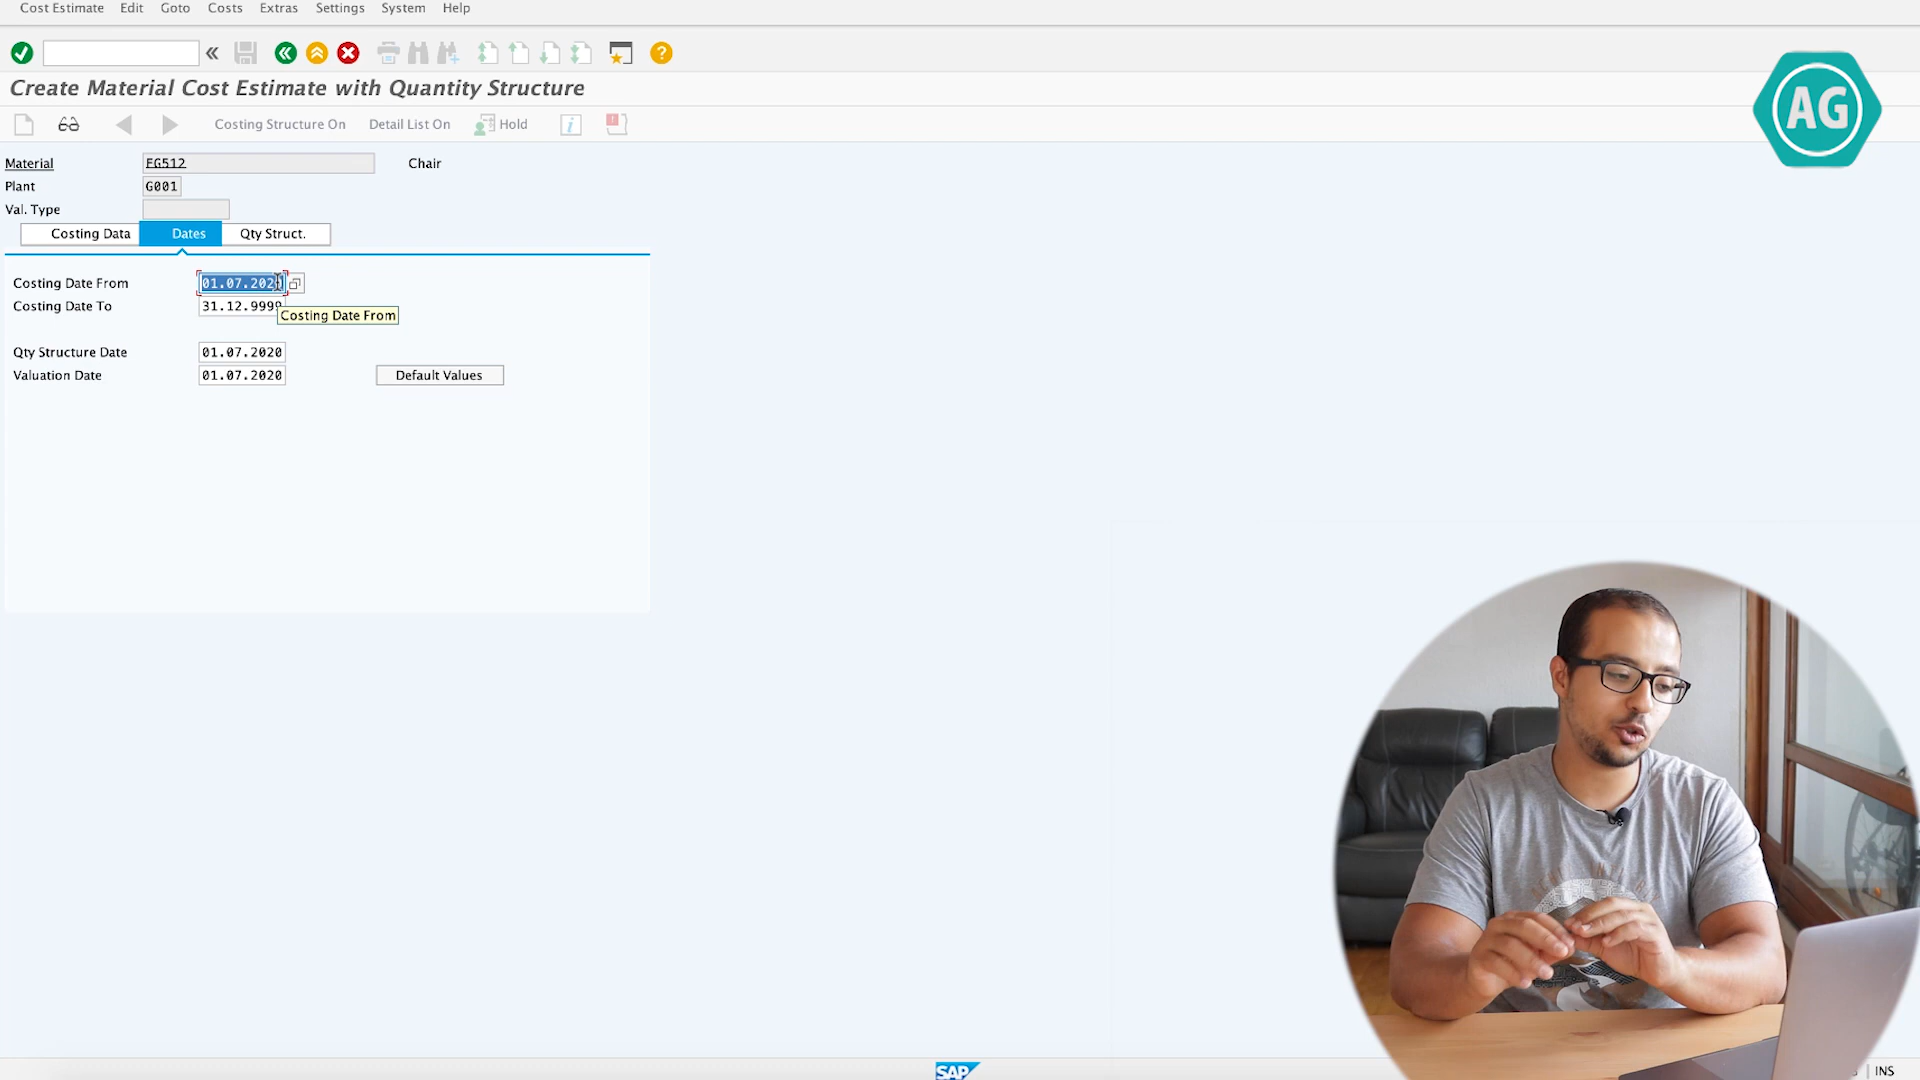 Cost Estimate Edit Goto Costs Extras Settings System Help
Create Material Cost Estimate with Quantity Structure
Costing Structure On Detail List On Hold
AG
Material FG512 Chair
Plant G001
Val. Type
Costing Data Dates Qty Struct.
Costing Date From 01.07.202
Costing Date To 31.12.9999
Costing Date From
Qty Structure Date 01.07.2020
Valuation Date 01.07.2020 Default Values
SAP
INS